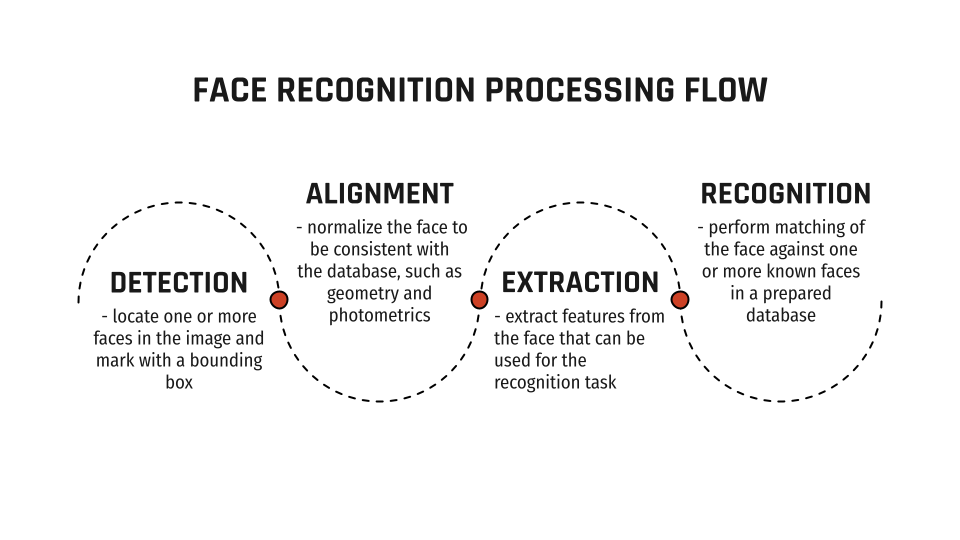 FACE RECOGNITION PROCESSING FLOW
DETECTION
- locate one or more
faces in the image and
mark with a bounding
box
ALIGNMENT
- normalize the face to
be consistent with
the database, such as
geometry and
photometrics
EXTRACTION
- extract features from
the face that can be
used for the
recognition task
RECOGNITION
- perform matching of
the face against one
or more known faces
in a prepared
database